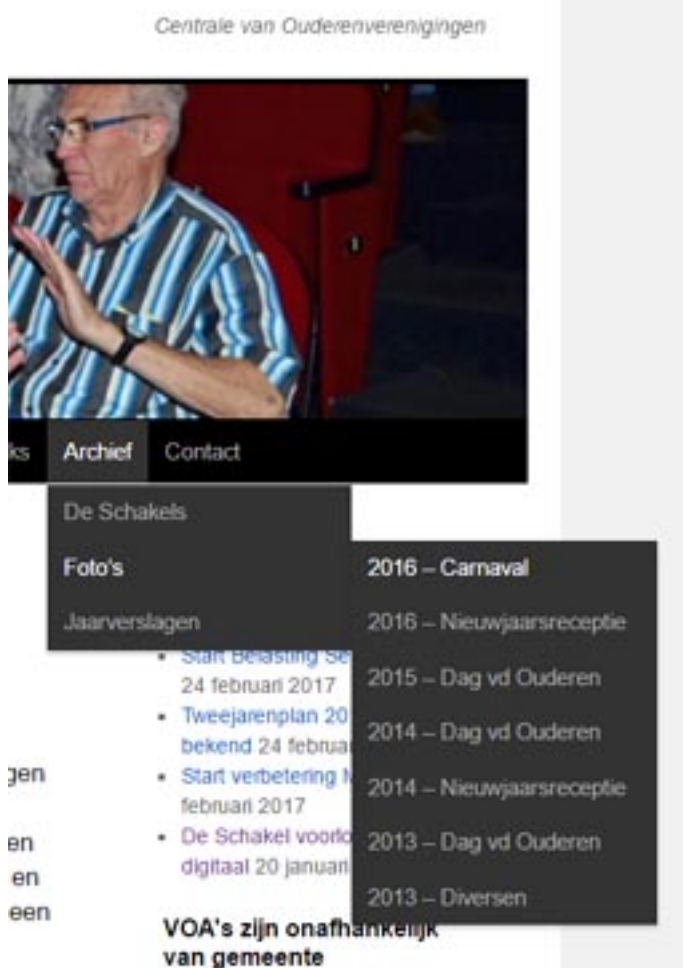 Centrale van Ouderenverenigingen
ks Archief Contact
De Schakels
Foto's
Jaarverslagen
2016 – Carnaval
2016 – Nieuwjaarsreceptie
2015 – Dag vd Ouderen
2014 – Dag vd Ouderen
2014 – Nieuwjaarsreceptie
2013 – Dag vd Ouderen
2013 – Diversen
Start Belasting Se
24 februari 2017
Tweejarenplan 20
bekend 24 februa
Start verbetering
februari 2017
De Schakel voorlo
digitaal 20 januari
gen
en
en
een
VOA's zijn onafhankelijk
van gemeente